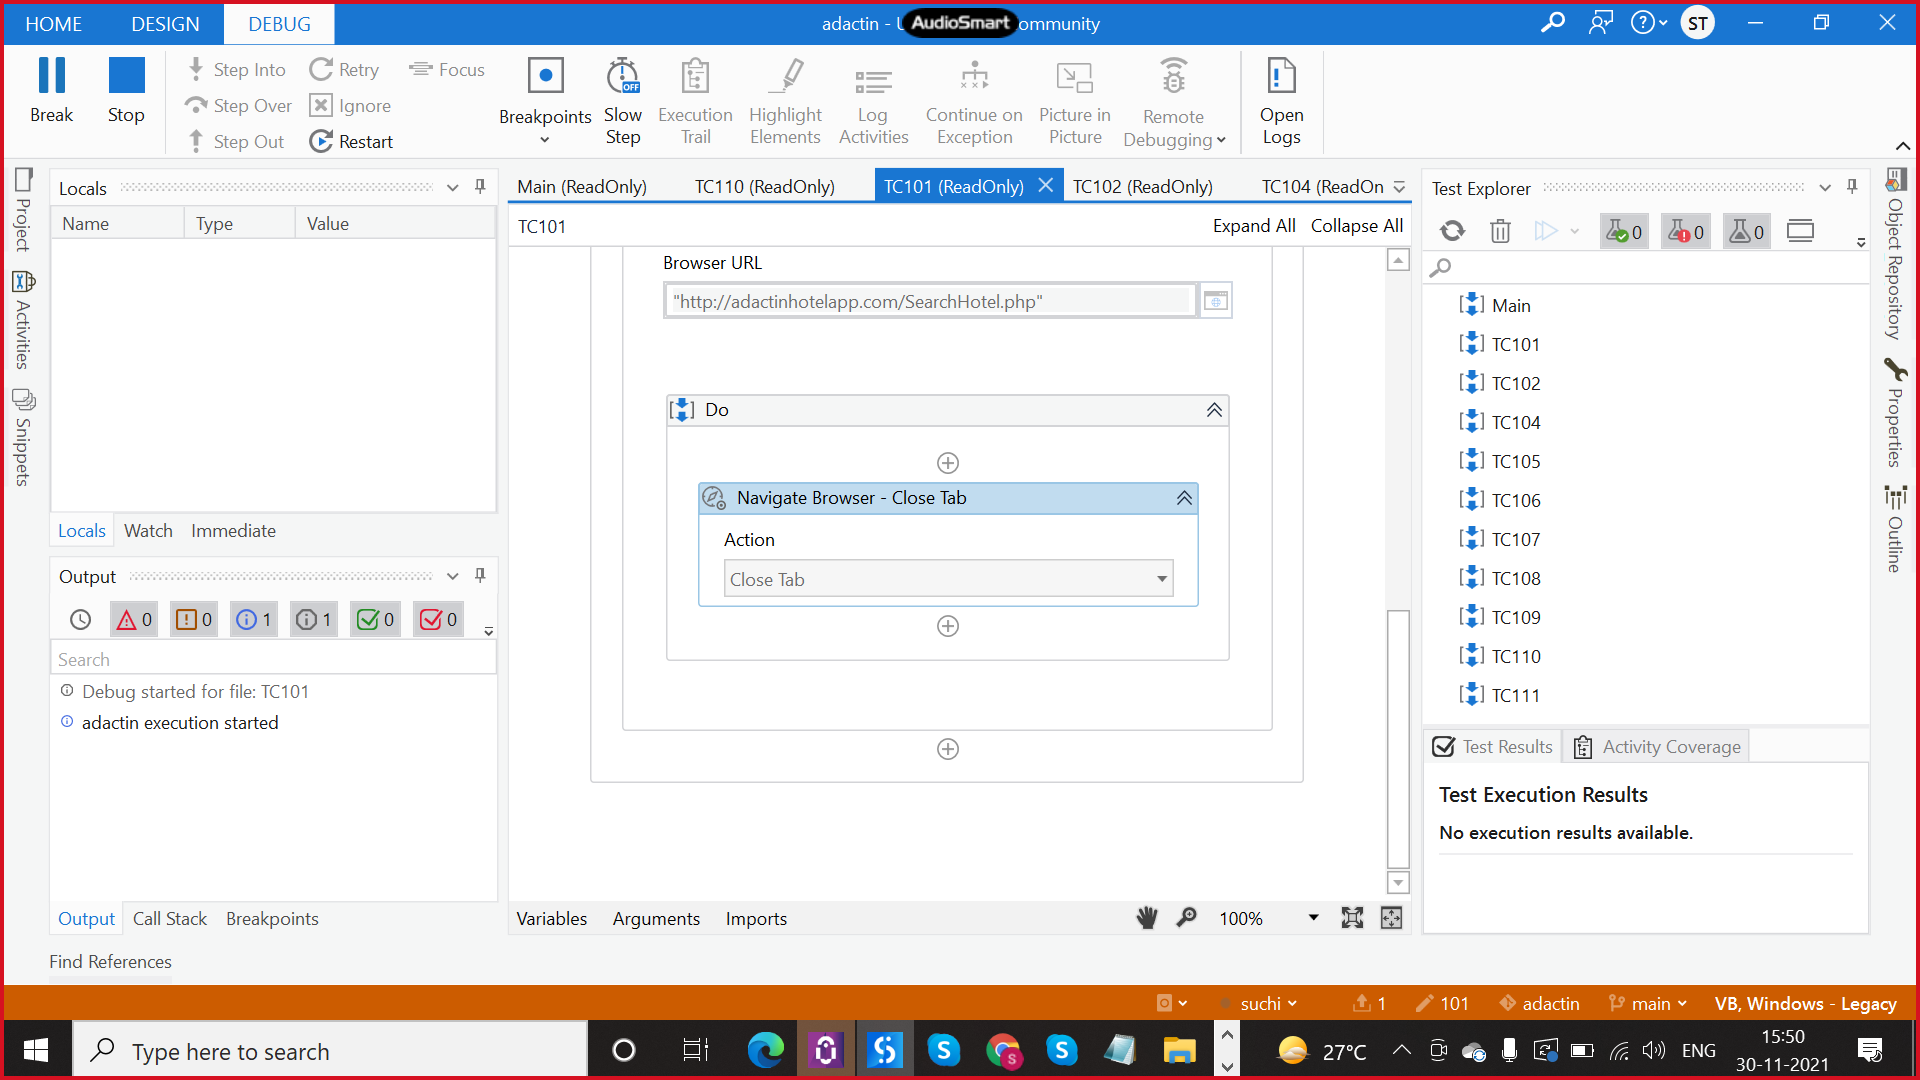 HOME DESIGN DEBUG
adactin - U AudioSmart ommunity
ST
Break
Stop
Step Into
Step Over
Step Out
Retry
Ignore
Restart
Focus
Breakpoints
Slow Step
OFF
Execution Trail
Highlight Elements
Log Activities
Continue on Exception
Picture in Picture
Remote Debugging
Open Logs
Project
Activities
Snippets
Locals
Name Type Value
Locals Watch Immediate
Output
0 0 1 1 0 0
Search
Debug started for file: TC101
adactin execution started
Output Call Stack Breakpoints
Find References
Main (ReadOnly) TC110 (ReadOnly) TC101 (ReadOnly) TC102 (ReadOnly) TC104 (ReadOn
TC101 Expand All Collapse All
Browser URL
"http://adactinhotelapp.com/SearchHotel.php"
Do
Navigate Browser - Close Tab
Action
Close Tab
Variables Arguments Imports 100%
Test Explorer
0 0 0
Main
TC101
TC102
TC104
TC105
TC106
TC107
TC108
TC109
TC110
TC111
Test Results Activity Coverage
Test Execution Results
No execution results available.
Object Repository
Properties
Outline
suchi 1 101 adactin main VB, Windows - Legacy
Type here to search
S
27°C ENG
15:50
30-11-2021